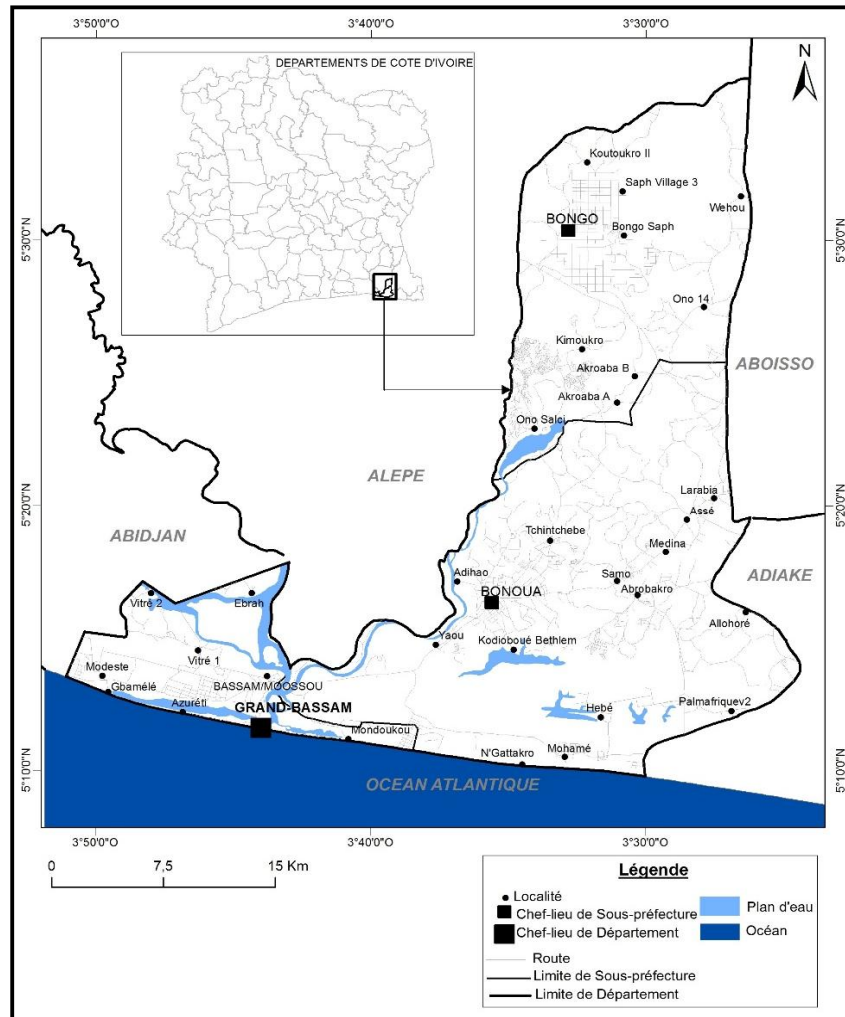 3°50'0"O
3°40'0"O
3°30'0"O
DEPARTEMENTS DE COTE D'IVOIRE
N
Koutoukro II
Saph Village 3
Wehou
BONGO
Bongo Saph
5°30'0"N
5°30'0"N
Ono 14
Kimoukro
Akroaba B
ABOISSO
Akroaba A
Ono Salci
ALEPE
Larabia
5°20'0"N
5°20'0"N
Assé
ABIDJAN
Tchintchebe
Medina
Adihao
Samo
ADIAKE
Vitré 2
Ebrah
BONOUA
Abrobakro
Allohoré
Yaou
Kodioboué Bethlem
Vitré 1
Modeste
BASSAM/MOOSSOU
Gbamélé
Azuréti
GRAND-BASSAM
Hebé
Palmafriquev2
Mondoukou
N'Gattakro
Mohamé
5°10'0"N
5°10'0"N
OCEAN ATLANTIQUE
3°50'0"O
3°40'0"O
3°30'0"O
0 7,5 15 Km
Légende
Localité
Chef-lieu de Sous-préfecture
Chef-lieu de Département
Plan d'eau
Océan
Route
Limite de Sous-préfecture
Limite de Département